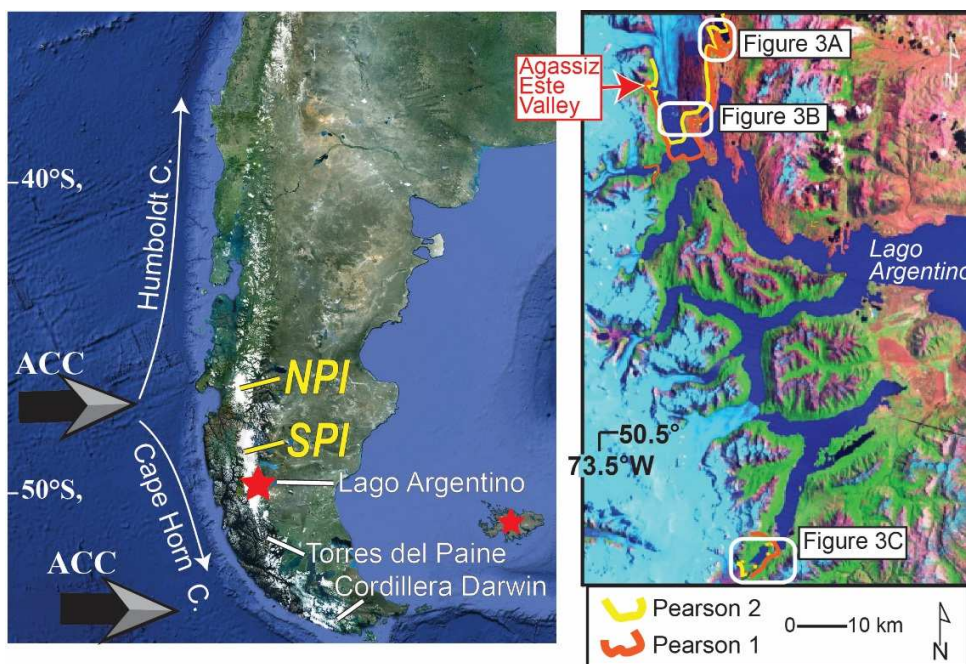 40°S,
Humboldt C.
ACC
NPI
SPI
50°S,
Lago Argentino
Cape Horn C.
Torres del Paine
Cordillera Darwin
ACC
Agassiz
Este
Valley
Figure 3A
N
Figure 3B
Lago
Argentino
50.5°
73.5°W
Figure 3C
Pearson 2
Pearson 1
0—10 km
N